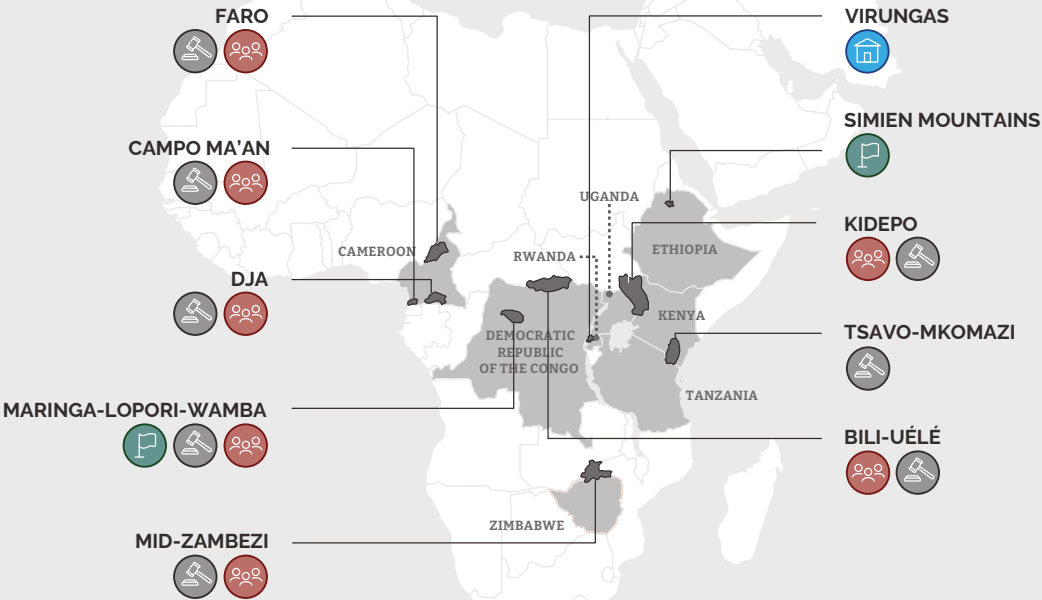 FARO
VIRUNGAS
SIMIEN MOUNTAINS
CAMPO MA'AN
UGANDA
KIDEPO
CAMEROON
ETHIOPIA
RWANDA
DJA
KENYA
TSAVO-MKOMAZI
DEMOCRATIC
REPUBLIC
OF THE CONGO
TANZANIA
MARINGA-LOPORI-WAMBA
BILI-UÉLÉ
ZIMBABWE
MID-ZAMBEZI